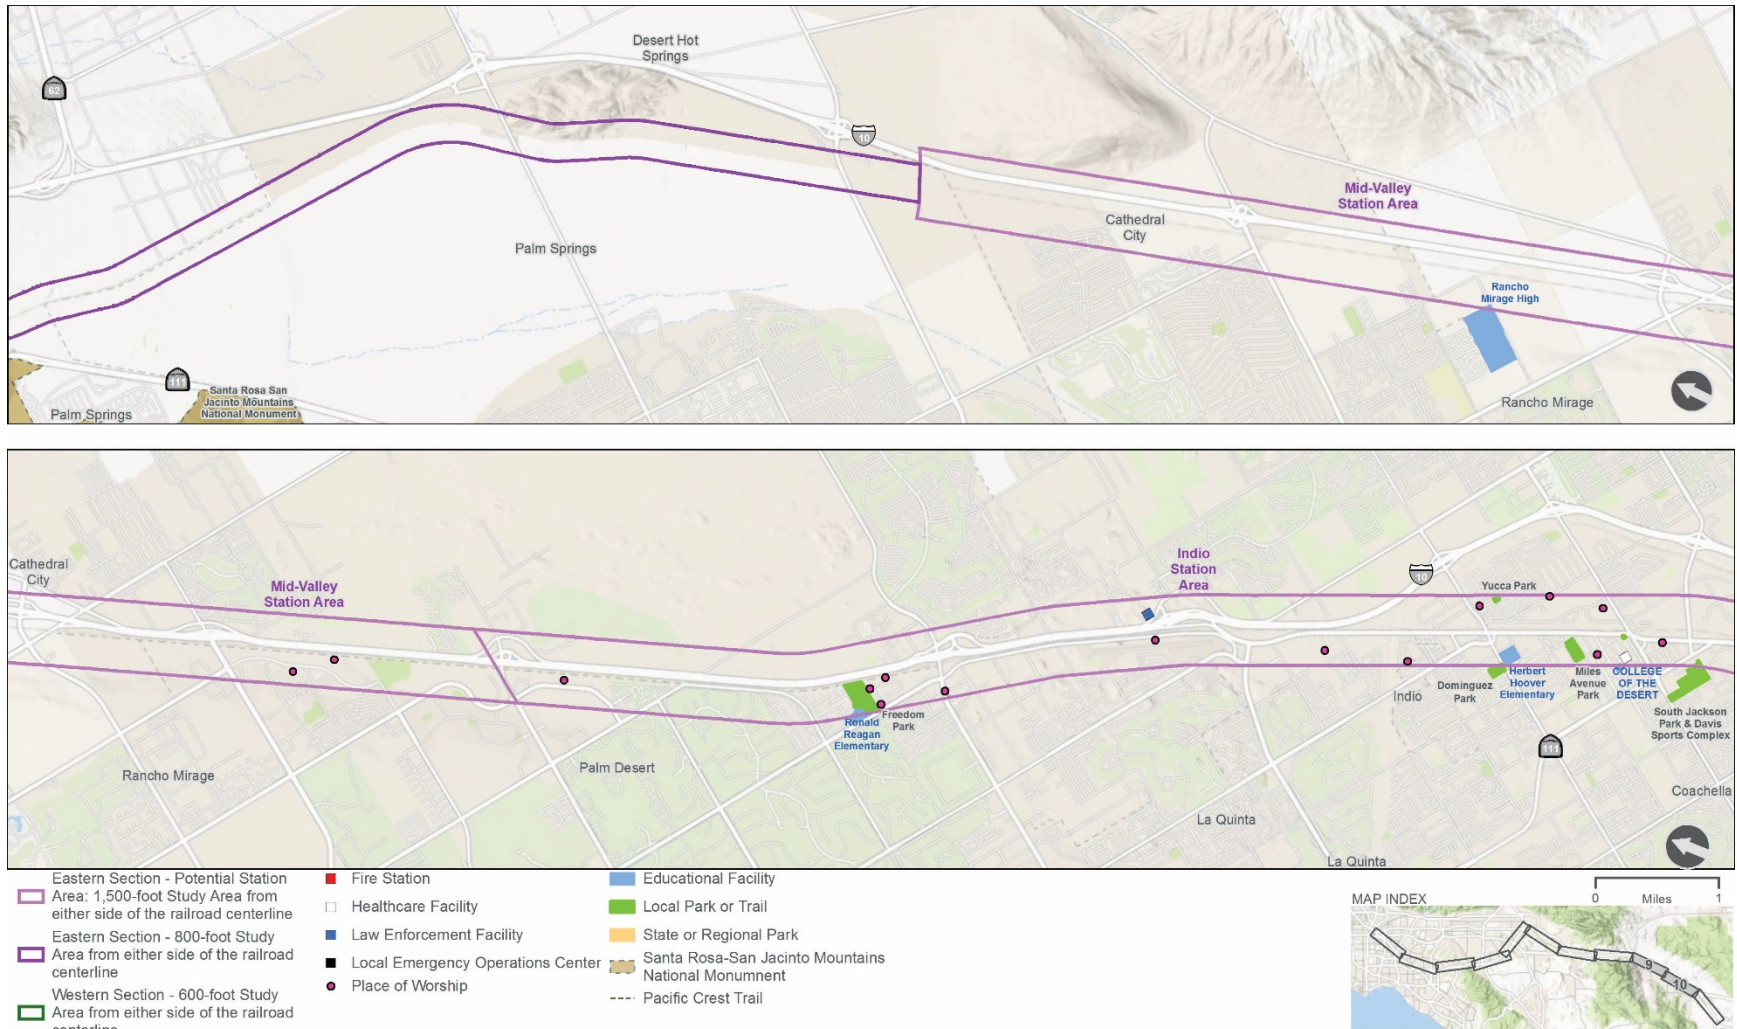 Desert Hot
Springs
62
10
Mid-Valley
Station Area
Cathedral
City
Palm Springs
Rancho
Mirage High
111
Santa Rosa San
Jacinto Mountains
National Monument
Palm Springs
Rancho Mirage
Cathedral
City
Mid-Valley
Station Area
Indio
Station
Area
10
Yucca Park
Ronald
Reagan
Elementary
Freedom
Park
Indio
Dominguez
Park
Herbert
Hoover
Elementary
Miles
Avenue
Park
COLLEGE
OF THE
DESERT
South Jackson
Park & Davis
Sports Complex
111
Rancho Mirage
Palm Desert
Coachella
La Quinta
La Quinta
Eastern Section - Potential Station
Area: 1,500-foot Study Area from
either side of the railroad centerline
Eastern Section - 800-foot Study
Area from either side of the railroad
centerline
Western Section - 600-foot Study
Area from either side of the railroad
centerline
Fire Station
Healthcare Facility
Law Enforcement Facility
Local Emergency Operations Center
Place of Worship
Educational Facility
Local Park or Trail
State or Regional Park
Santa Rosa-San Jacinto Mountains
National Monumnent
Pacific Crest Trail
0 Miles 1
MAP INDEX
9
10